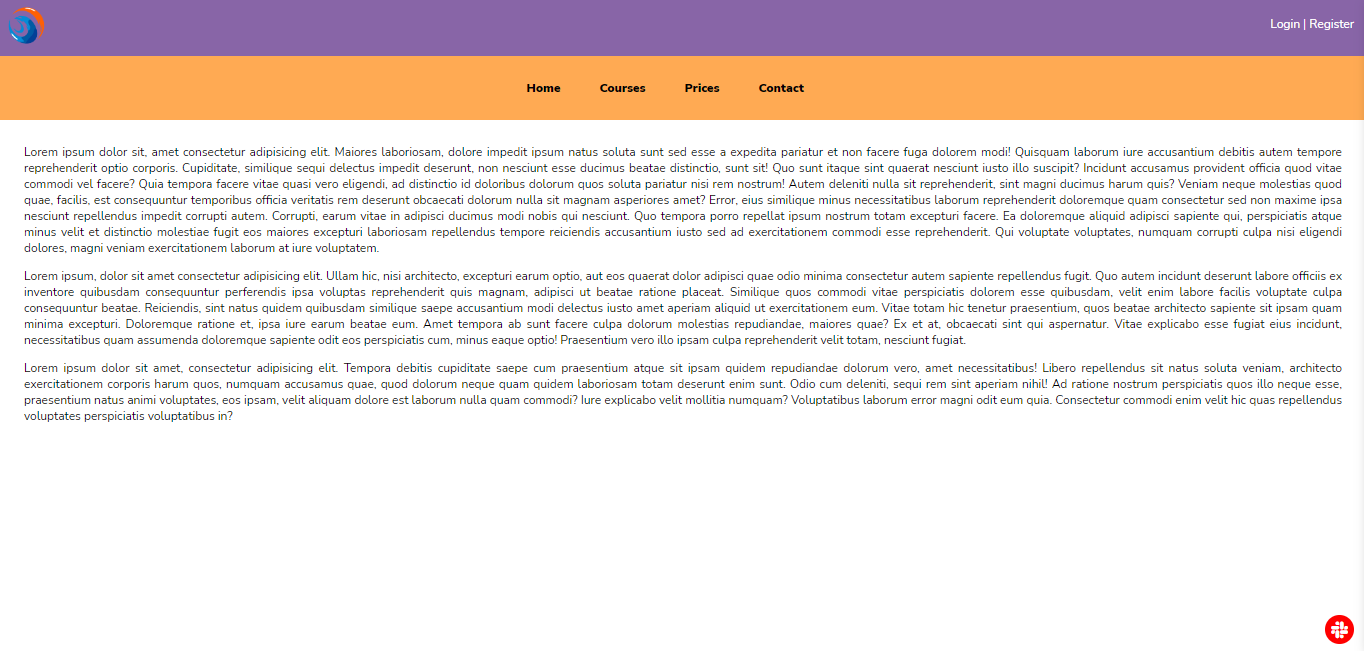 Login | Register
Home Courses Prices Contact
Lorem ipsum dolor sit, amet consectetur adipisicing elit. Maiores laboriosam, dolore impedit ipsum natus soluta sunt sed esse a expedita pariatur et non facere fuga dolorem modi! Quisquam laborum iure accusantium debitis autem tempore
reprehenderit optio corporis. Cupiditate, similique sequi delectus impedit deserunt, non nesciunt esse ducimus beatae distinctio, sunt sit! Quo sunt itaque sint quaerat nesciunt iusto illo suscipit? Incidunt accusamus provident officia quod vitae
commodi vel facere? Quia tempora facere vitae quasi vero eligendi, ad distinctio id doloribus dolorum quos soluta pariatur nisi rem nostrum! Autem deleniti nulla sit reprehenderit, sint magni ducimus harum quis? Veniam neque molestias quod
quae, facilis, est consequuntur temporibus officia veritatis rem deserunt obcaecati dolorum nulla sit magnam asperiores amet? Error, eius similique minus necessitatibus laborum reprehenderit doloremque quam consectetur sed non maxime ipsa
nesciunt repellendus impedit corrupti autem. Corrupti, earum vitae in adipisci ducimus modi nobis qui nesciunt. Quo tempora porro repellat ipsum nostrum totam excepturi facere. Ea doloremque aliquid adipisci sapiente qui, perspiciatis atque
minus velit et distinctio molestiae fugit eos maiores excepturi laboriosam repellendus tempore reiciendis accusantium iusto sed ad exercitationem commodi esse reprehenderit. Qui voluptate voluptates, numquam corrupti culpa nisi eligendi
dolores, magni veniam exercitationem laborum at iure voluptatem.
Lorem ipsum, dolor sit amet consectetur adipisicing elit. Ullam hic, nisi architecto, excepturi earum optio, aut eos quaerat dolor adipisci quae odio minima consectetur autem sapiente repellendus fugit. Quo autem incidunt deserunt labore officiis ex
inventore quibusdam consequuntur perferendis ipsa voluptas reprehenderit quis magnam, adipisci ut beatae ratione placeat. Similique quos commodi vitae perspiciatis dolorem esse quibusdam, velit enim labore facilis voluptate culpa
consequuntur beatae. Reiciendis, sint natus quidem quibusdam similique saepe accusantium modi delectus iusto amet aperiam aliquid ut exercitationem eum. Vitae totam hic tenetur praesentium, quos beatae architecto sapiente sit ipsam quam
minima excepturi. Doloremque ratione et, ipsa iure earum beatae eum. Amet tempora ab sunt facere culpa dolorum molestias repudiandae, maiores quae? Ex et at, obcaecati sint qui aspernatur. Vitae explicabo esse fugiat eius incidunt,
necessitatibus quam assumenda doloremque sapiente odit eos perspiciatis cum, minus eaque optio! Praesentium vero illo ipsam culpa reprehenderit velit totam, nesciunt fugiat.
Lorem ipsum dolor sit amet, consectetur adipisicing elit. Tempora debitis cupiditate saepe cum praesentium atque sit ipsam quidem repudiandae dolorum vero, amet necessitatibus! Libero repellendus sit natus soluta veniam, architecto
exercitationem corporis harum quos, numquam accusamus quae, quod dolorum neque quam quidem laboriosam totam deserunt enim sunt. Odio cum deleniti, sequi rem sint aperiam nihil! Ad ratione nostrum perspiciatis quos illo neque esse,
praesentium natus animi voluptates, eos ipsam, velit aliquam dolore est laborum nulla quam commodi? Iure explicabo velit mollitia numquam? Voluptatibus laborum error magni odit eum quia. Consectetur commodi enim velit hic quas repellendus
voluptates perspiciatis voluptatibus in?